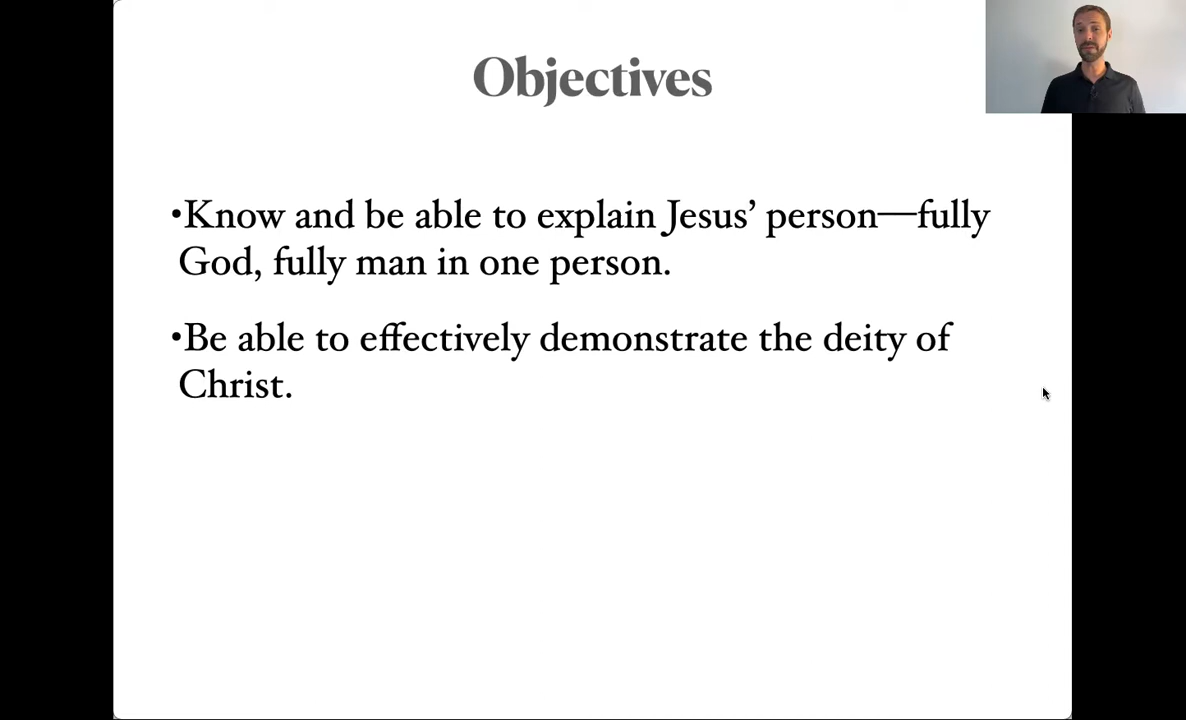 Objectives
•Know and be able to explain Jesus’ person—fully
God, fully man in one person.
•Be able to effectively demonstrate the deity of
Christ.